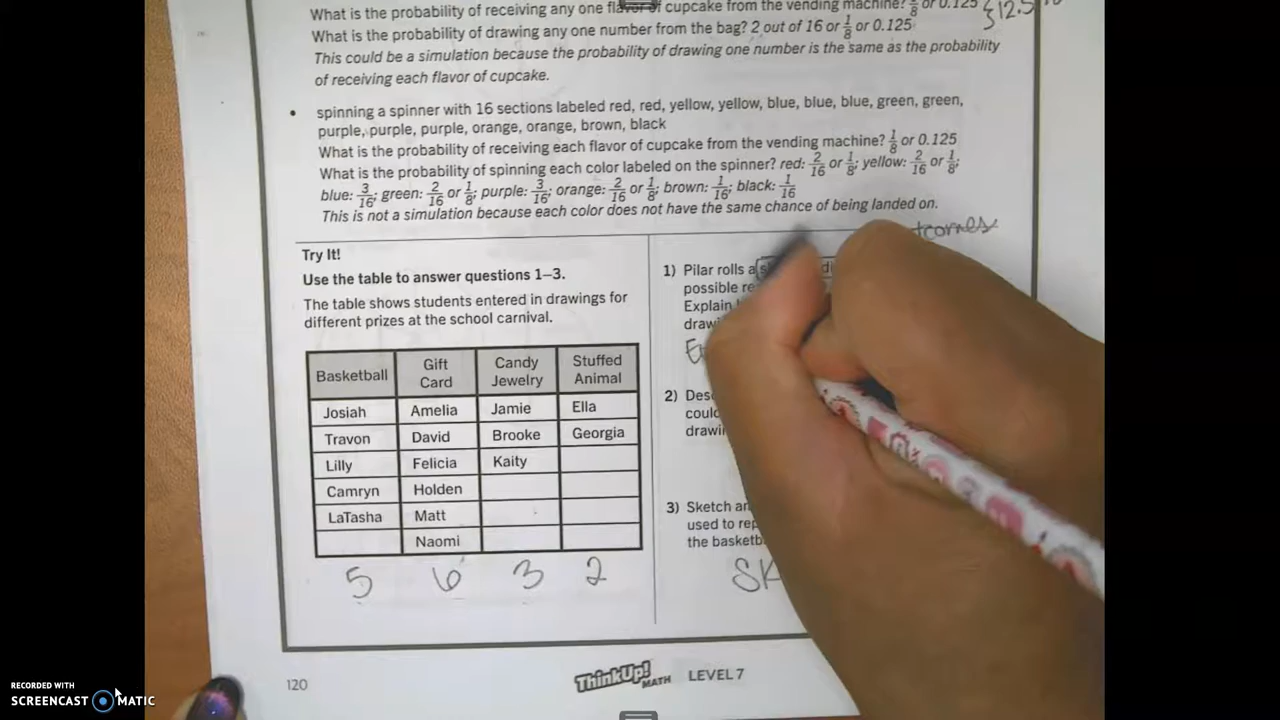 What is the probability of receiving any one flavor of cupcake from the vending machine? 1/8 or 0.125
What is the probability of drawing any one number from the bag? 2 out of 16 or 1/8 or 0.125
This could be a simulation because the probability of drawing one number is the same as the probability
of receiving each flavor of cupcake.
• spinning a spinner with 16 sections labeled red, red, yellow, yellow, blue, blue, blue, green, green,
purple, purple, purple, orange, orange, brown, black
What is the probability of receiving each flavor of cupcake from the vending machine? 1/8 or 0.125
What is the probability of spinning each color labeled on the spinner? red: 2/16 or 1/8; yellow: 2/16 or 1/8;
blue: 3/16; green: 2/16 or 1/8; purple: 3/16; orange: 2/16 or 1/8; brown: 1/16; black: 1/16
This is not a simulation because each color does not have the same chance of being landed on.
Try It!
Use the table to answer questions 1–3.
The table shows students entered in drawings for
different prizes at the school carnival.
Basketball Gift Card Candy Jewelry Stuffed Animal
Josiah Amelia Jamie Ella
Travon David Brooke Georgia
Lilly Felicia Kaity
Camryn Holden
LaTasha Matt
Naomi
5 6 3 2
1) Pilar rolls a
possible
Explain
2)
3) Sketch
used to
the
120
ThinkUp! MATH LEVEL 7
RECORDED WITH
SCREENCAST MATIC